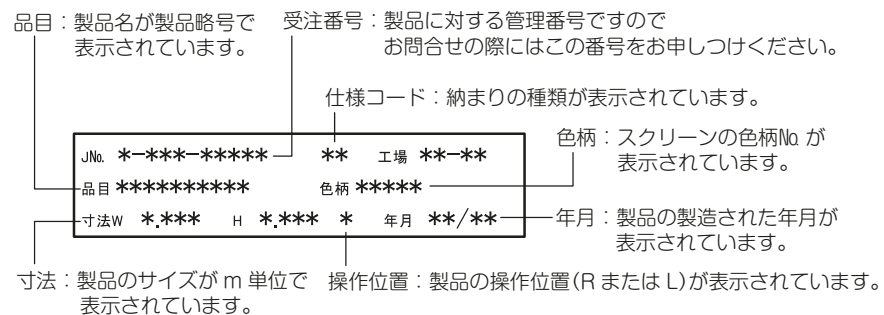 品目：製品名が製品略号で
表示されています。
受注番号：製品に対する管理番号ですので
お問合せの際にはこの番号をお申しつけください。
仕様コード：納まりの種類が表示されています。
色柄：スクリーンの色柄№が
表示されています。
J№ *-***-***** ** 工場 **-**
品目 ********** 色柄 *****
寸法W *.*** H *.*** * 年月 **/**
年月：製品の製造された年月が
表示されています。
寸法：製品のサイズが m 単位で
表示されています。
操作位置：製品の操作位置(R または L)が表示されています。